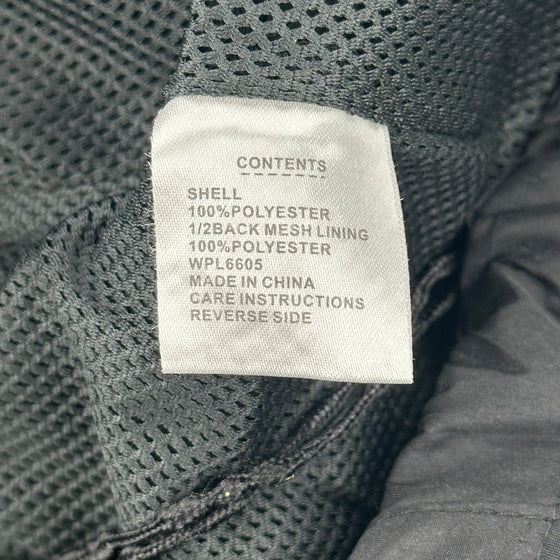 CONTENTS
SHELL
100%POLYESTER
1/2BACK MESH LINING
100%POLYESTER
WPL6605
MADE IN CHINA
CARE INSTRUCTIONS
REVERSE SIDE